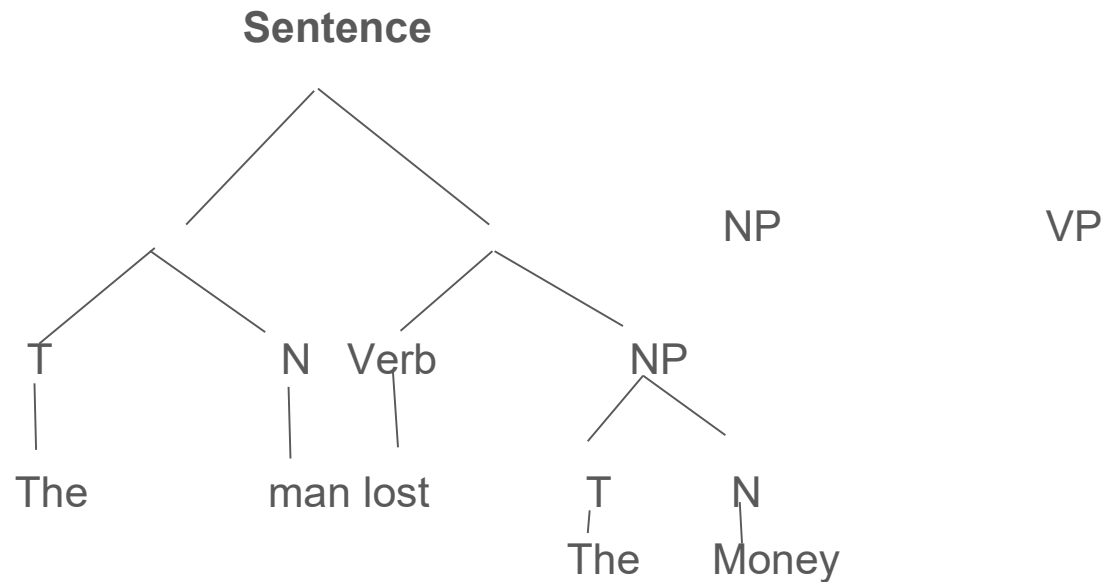 Sentence
NP VP
T N Verb NP
The man lost T N
The Money